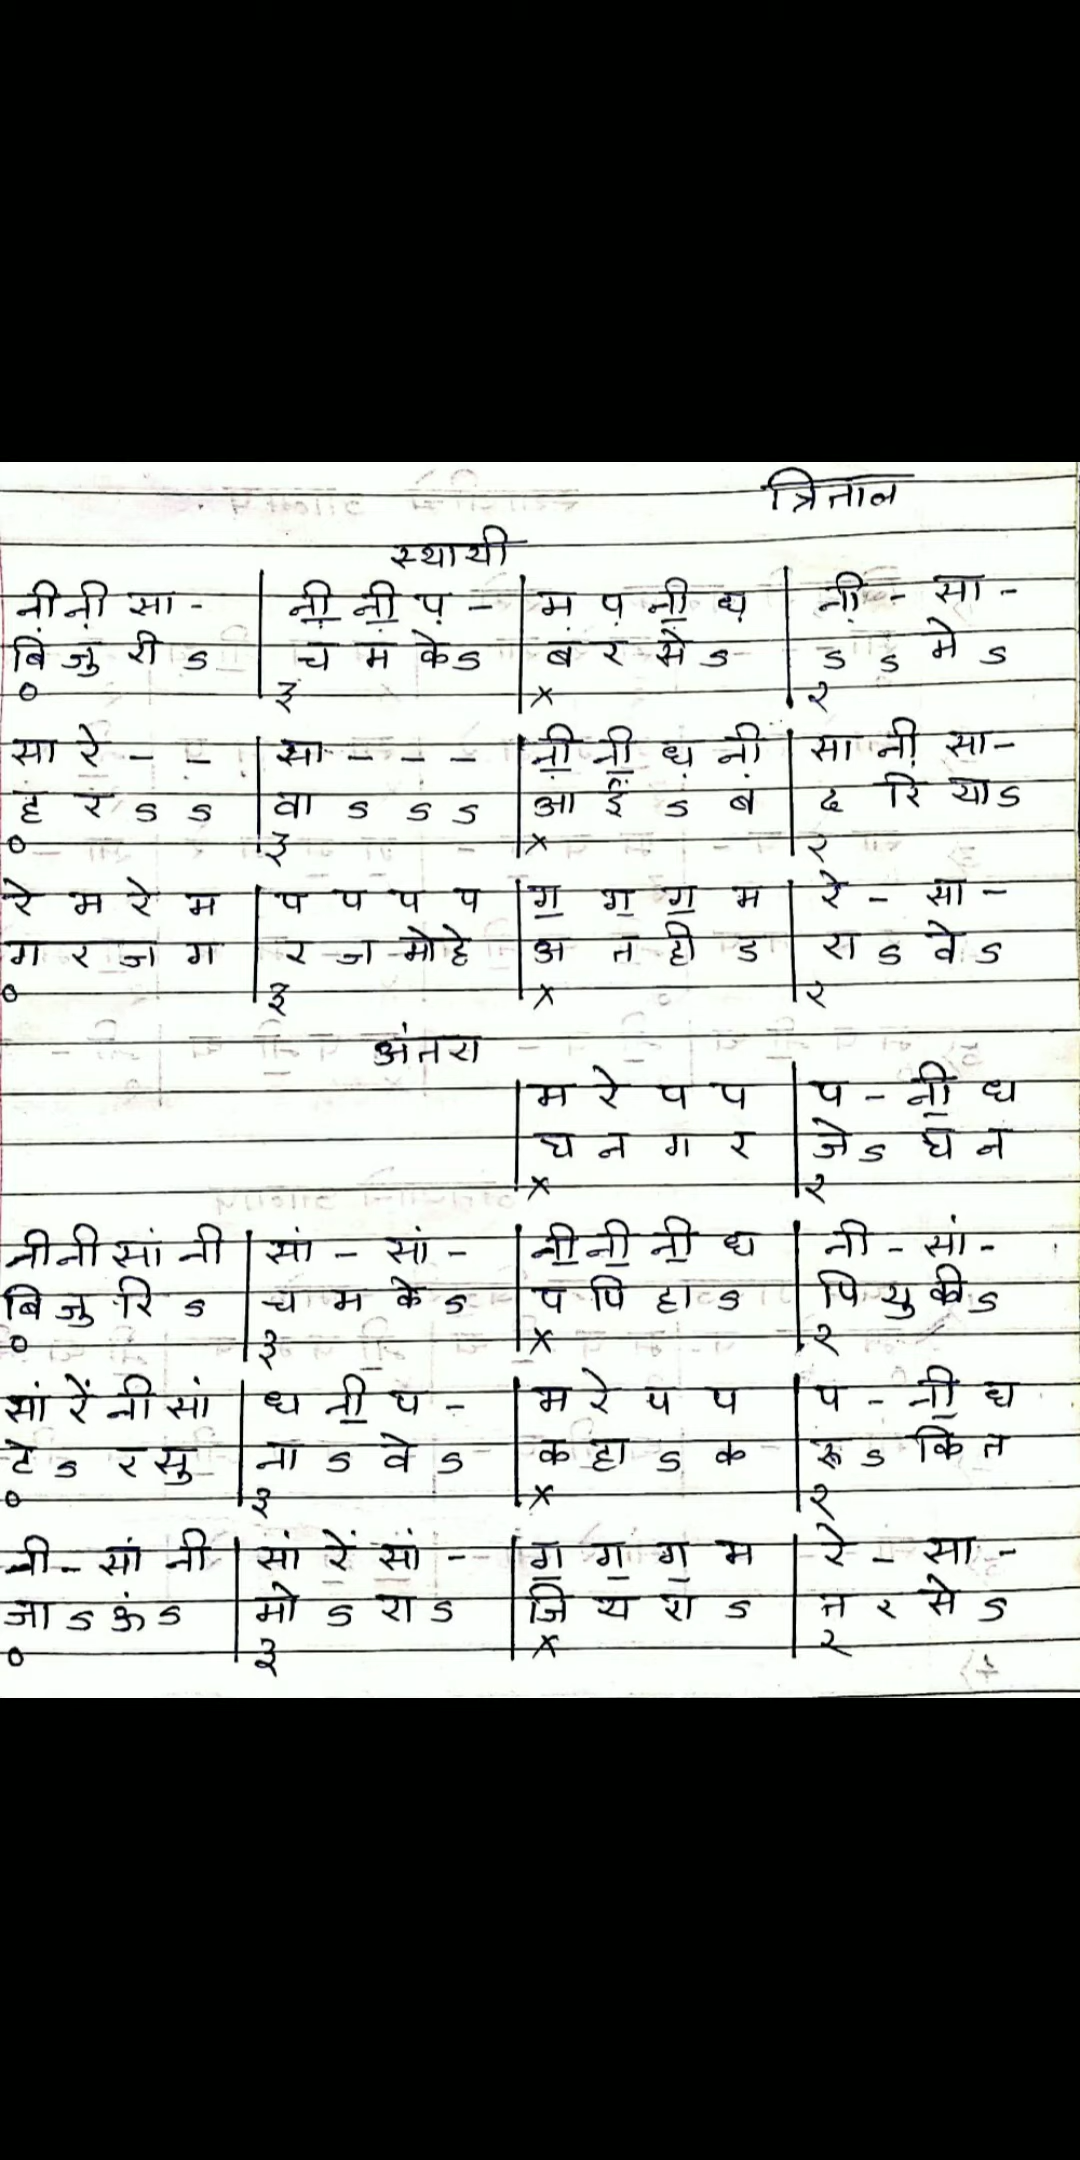 त्रिताल
स्थायी
नी़ नी़ सा - | नी़॒ नी़॒ प़ - | म़ प़ नी़॒ ध़ | नी़ - सा -
बि जु री ऽ | च म के ऽ | ब र से ऽ | ऽ ऽ मे ऽ
० | ३ | × | २
सा रे - - | सा - - - | नी़॒ नी़॒ ध़ नी़ | सा नी़ सा -
ह र ऽ ऽ | वा ऽ ऽ ऽ | आ ई ऽ ब | द रि या ऽ
० | ३ | × | २
रे म रे म | प प प प | ग॒ ग॒ ग॒ म | रे - सा -
ग र ज ग | र ज मो हे | अ त ही ड | रा ऽ वे ऽ
० | ३ | × | २
अंतरा
म रे प प | प - नी॒ ध
घ न ग र | जे ऽ घ न
× | २
नी नी सां नी | सां - सां - | नी॒ नी॒ नी॒ ध | नी - सां -
बि जु रि ऽ | च म के ऽ | प पि हा ऽ | पि यु की ऽ
० | ३ | × | २
सां रें नी सां | ध नी॒ प - | म रे प प | प - नी॒ ध
टे ऽ र सु | ना ऽ वे ऽ | क हा ऽ क | रू ऽ कि त
० | ३ | × | २
नी - सां नी | सां रें सां - | ग॒ ग॒ ग॒ म | रे - सा -
जा ऽ ऊं ऽ | मो ऽ रा ऽ | जि य रा ऽ | त र से ऽ
० | ३ | × | २